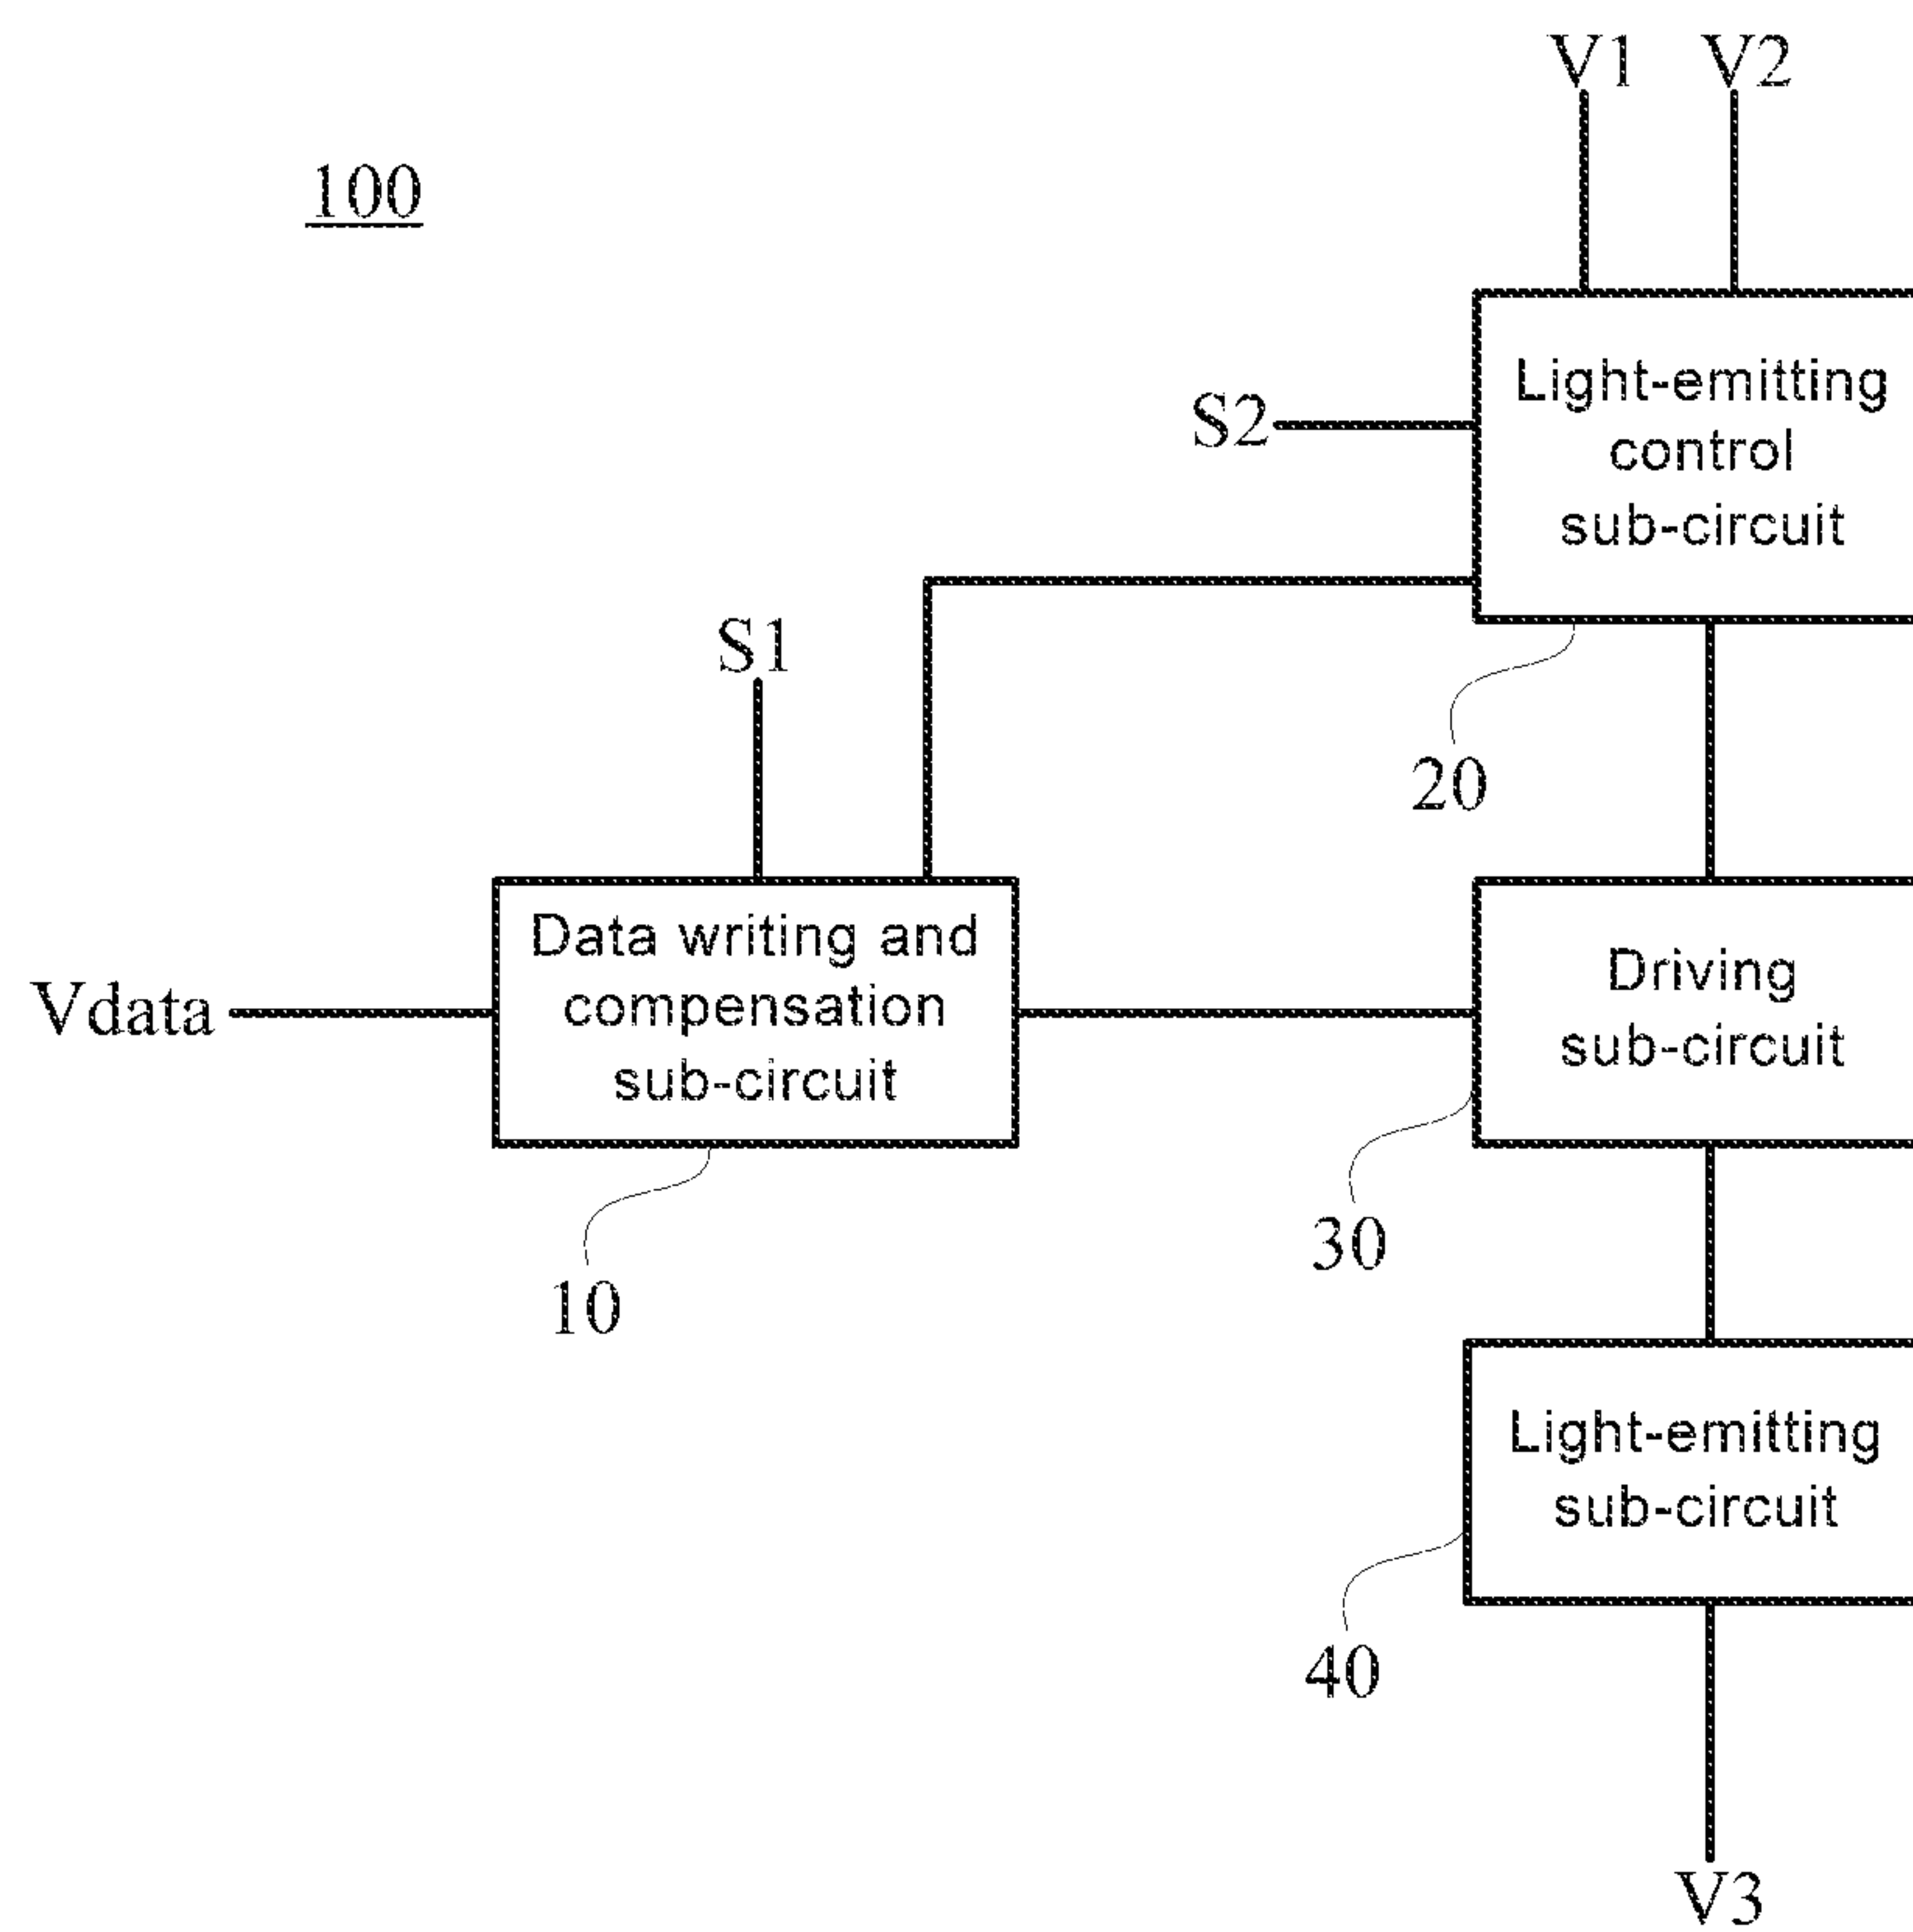 V1 V2
100
Light-emitting
control
sub-circuit
S2
S1
20
Data writing and
compensation
sub-circuit
Vdata
Driving
sub-circuit
30
10
Light-emitting
sub-circuit
40
V3